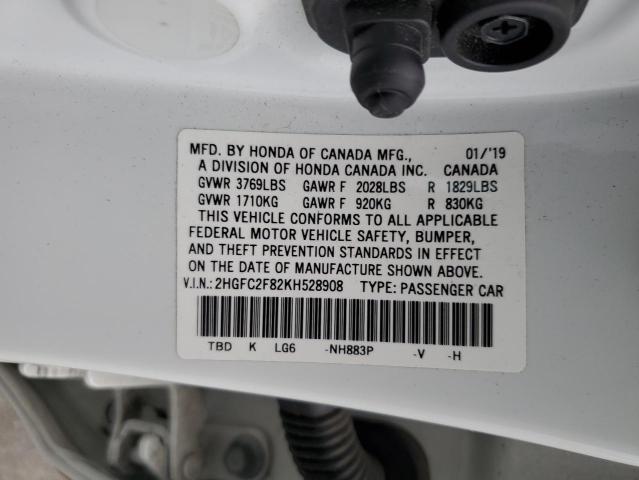 MFD. BY HONDA OF CANADA MFG., 01/'19
A DIVISION OF HONDA CANADA INC. CANADA
GVWR 3769LBS GAWR F 2028LBS R 1829LBS
GVWR 1710KG GAWR F 920KG R 830KG
THIS VEHICLE CONFORMS TO ALL APPLICABLE
FEDERAL MOTOR VEHICLE SAFETY, BUMPER,
AND THEFT PREVENTION STANDARDS IN EFFECT
ON THE DATE OF MANUFACTURE SHOWN ABOVE.
V.I.N.: 2HGFC2F82KH528908 TYPE: PASSENGER CAR
TBD K LG6 -NH883P -V -H